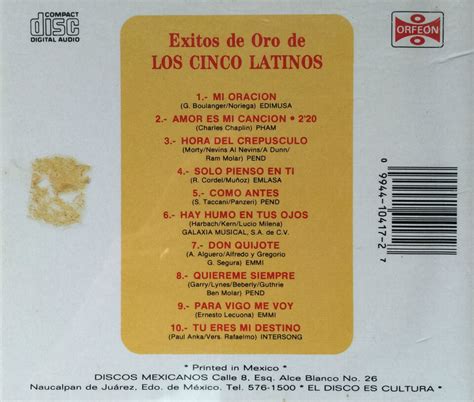 COMPACT
disc
DIGITAL AUDIO
ORFEON
Exitos de Oro de
LOS CINCO LATINOS
1.- MI ORACION
(G. Boulanger/Noriega) EDIMUSA
2.- AMOR ES MI CANCION • 2'20
(Charles Chaplin) PHAM
3.- HORA DEL CREPUSCULO
(Morty/Nevins Al Nevins/A Dunn/
Ram Molar) PEND
4.- SOLO PIENSO EN TI
(R. Cordel/Muñoz) EMLASA
5.- COMO ANTES
(S. Taccani/Panzeri) PEND
6.- HAY HUMO EN TUS OJOS
(Harbach/Kern/Lucio Milena)
GALAXIA MUSICAL, S.A. de C.V.
7.- DON QUIJOTE
(A. Alguero/Alfredo y Gregorio
G. Segura) EMMI
8.- QUIEREME SIEMPRE
(Garry/Lynes/Beberly/Guthrie
Ben Molar) PEND
9.- PARA VIGO ME VOY
(Ernesto Lecuona) EMMI
10.- TU ERES MI DESTINO
(Paul Anka/Vers. Rafaelmo) INTERSONG
0 9944-10417-2 7
* Printed in Mexico *
DISCOS MEXICANOS Calle 8, Esq. Alce Blanco No. 26
Naucalpan de Juárez, Edo. de México. Tel. 576-1500 * EL DISCO ES CULTURA *